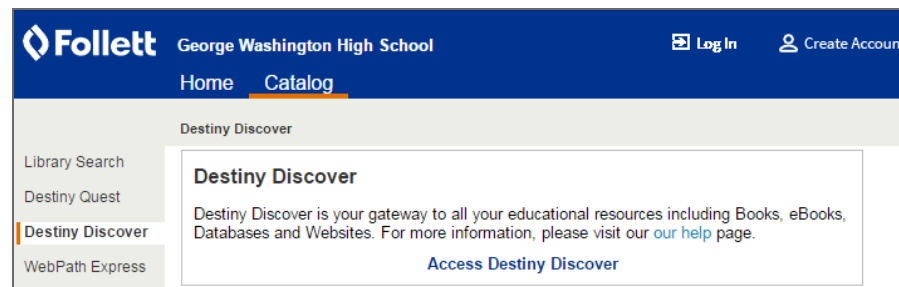 Follett George Washington High School Log In Create Accoun
Home Catalog
Destiny Discover
Library Search
Destiny Quest
Destiny Discover
WebPath Express
Destiny Discover
Destiny Discover is your gateway to all your educational resources including Books, eBooks,
Databases and Websites. For more information, please visit our our help page.
Access Destiny Discover